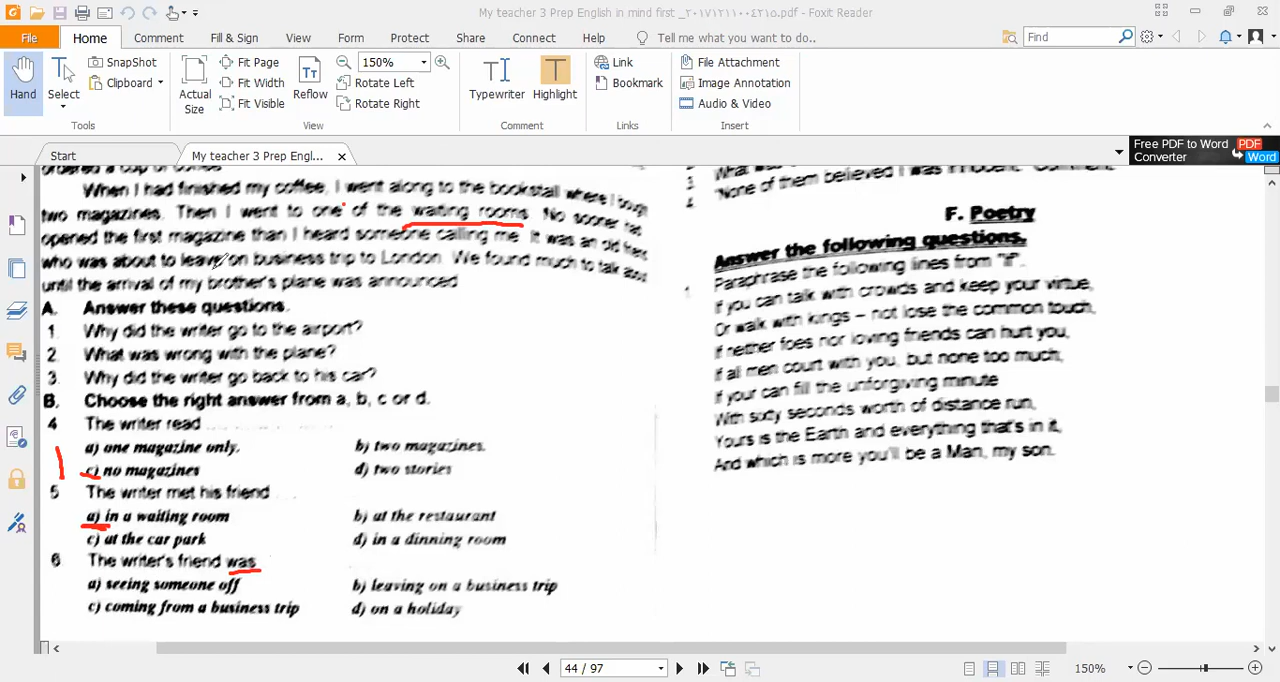 My teacher 3 Prep English in mind first _٢٠١٧١٢١١٠٠٤٢١٥.pdf - Foxit Reader
File Home Comment Fill & Sign View Form Protect Share Connect Help Tell me what you want to do.. Find
Hand
Select
SnapShot
Clipboard
Tools
Actual Size
Fit Page
Fit Width
Fit Visible
Reflow
150%
Rotate Left
Rotate Right
View
Typewriter
Highlight
Comment
Link
Bookmark
Links
File Attachment
Image Annotation
Audio & Video
Insert
Start
My teacher 3 Prep Engl...
Free PDF to Word Converter
PDF
Word
ordered a cup of coffee
When I had finished my coffee, I went along to the bookstall where I
two magazines. Then I went to one of the waiting rooms. No sooner had
opened the first magazine than I heard someone calling me. It was an old
who was about to leave on business trip to London. We found much to talk
until the arrival of my brother's plane was announced
A. Answer these questions.
1. Why did the writer go to the airport?
2. What was wrong with the plane?
3. Why did the writer go back to his car?
B. Choose the right answer from a, b, c or d.
4 The writer read
a) one magazine only. b) two magazines.
c) no magazines d) two stories
5 The writer met his friend
a) in a waiting room b) at the restaurant
c) at the car park d) in a dinning room
6 The writer's friend was
a) seeing someone off b) leaving on a business trip
c) coming from a business trip d) on a holiday
3.
4. "None of them believed I was innocent." Comment.
F. Poetry
Answer the following questions.
1 Paraphrase the following lines from "If".
If you can talk with crowds and keep your virtue,
Or walk with kings – not lose the common touch,
If neither foes nor loving friends can hurt you,
If all men court with you, but none too much,
If your can fill the unforgiving minute
With sixty seconds worth of distance run,
Yours is the Earth and everything that's in it,
And which is more you'll be a Man, my son.
44 / 97
150%